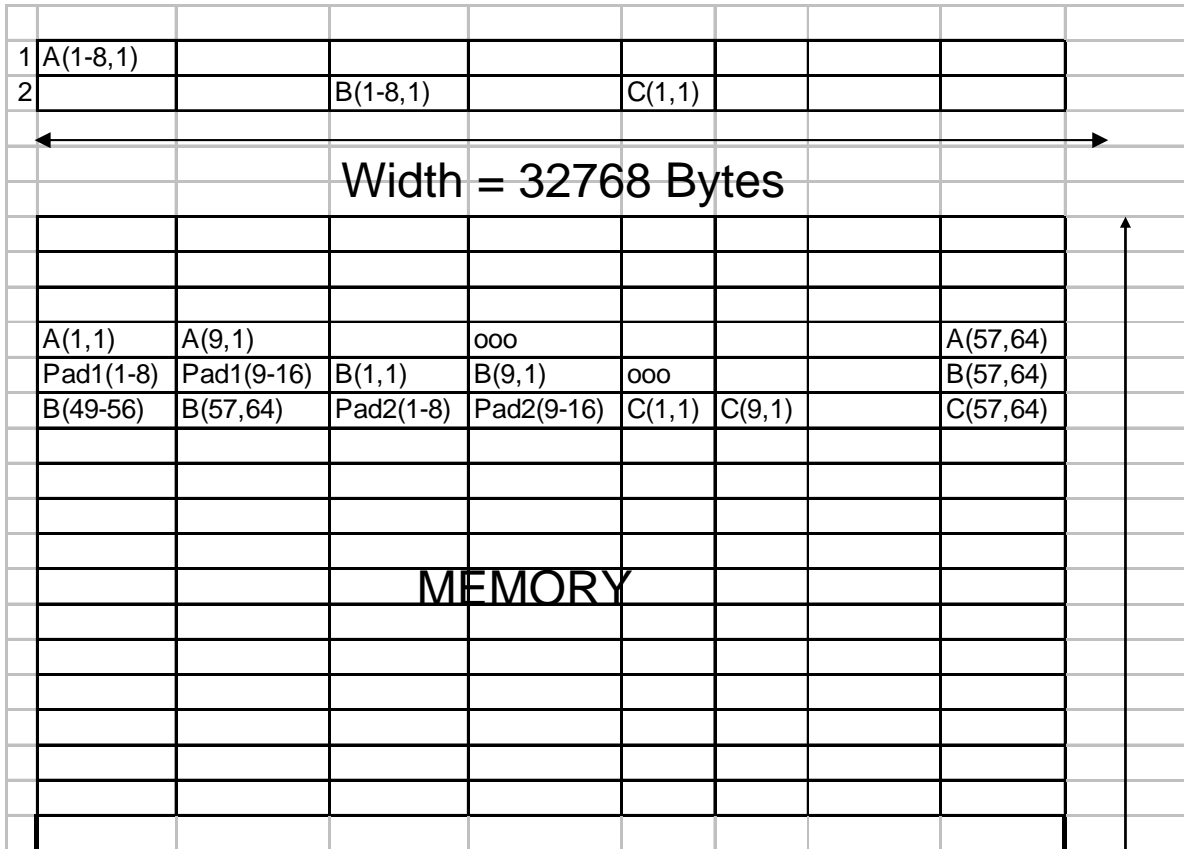 1 A(1-8,1)
2 B(1-8,1) C(1,1)
Width = 32768 Bytes
A(1,1) A(9,1) ooo A(57,64)
Pad1(1-8) Pad1(9-16) B(1,1) B(9,1) ooo B(57,64)
B(49-56) B(57,64) Pad2(1-8) Pad2(9-16) C(1,1) C(9,1) C(57,64)
MEMORY